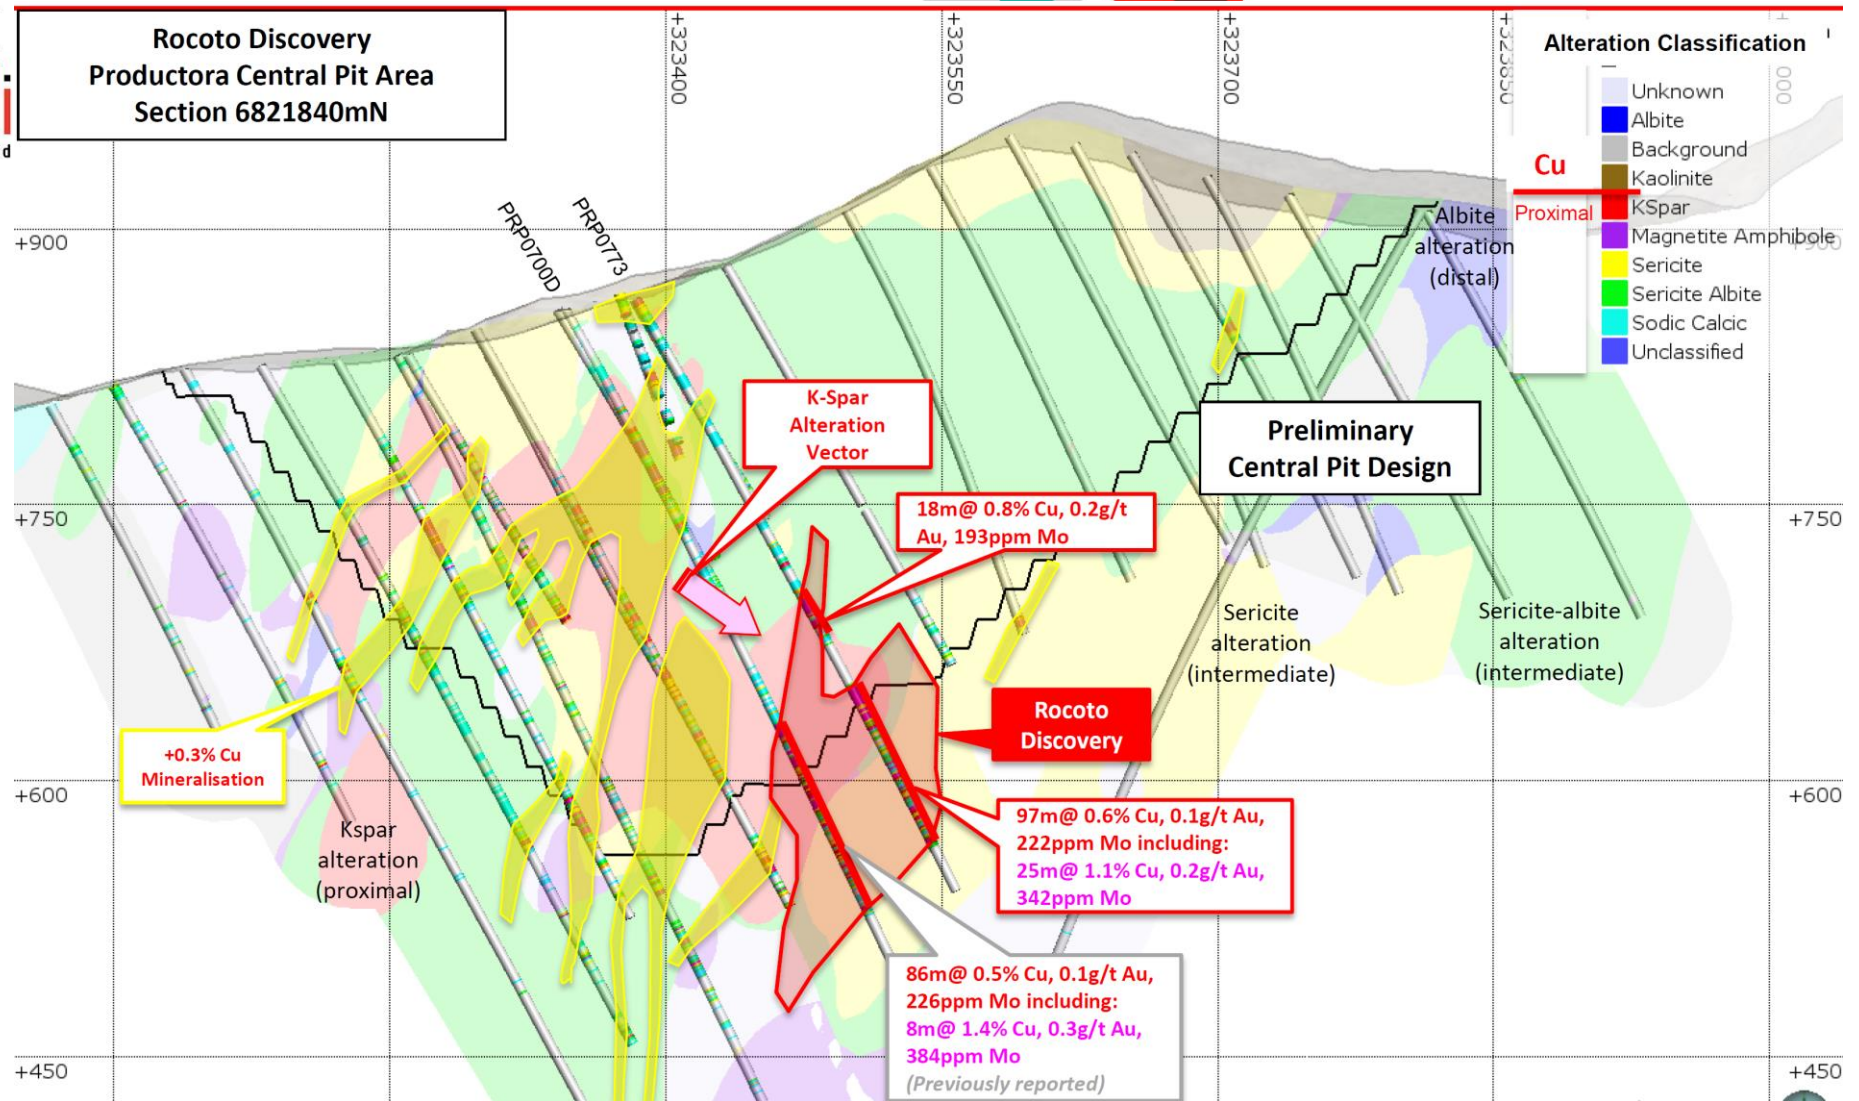 Rocoto Discovery
Productora Central Pit Area
Section 6821840mN
d
+323400
+323550
+323700
+323850
000
Alteration Classification
Unknown
Albite
Background
Kaolinite
KSpar
Magnetite Amphibole
Sericite
Sericite Albite
Sodic Calcic
Unclassified
Cu
Proximal
+900
+900
PRP0700D
PRP0773
Albite
alteration
(distal)
K-Spar
Alteration
Vector
Preliminary
Central Pit Design
18m@ 0.8% Cu, 0.2g/t
Au, 193ppm Mo
+750
+750
Sericite
alteration
(intermediate)
Sericite-albite
alteration
(intermediate)
Rocoto
Discovery
+0.3% Cu
Mineralisation
+600
+600
Kspar
alteration
(proximal)
97m@ 0.6% Cu, 0.1g/t Au,
222ppm Mo including:
25m@ 1.1% Cu, 0.2g/t Au,
342ppm Mo
86m@ 0.5% Cu, 0.1g/t Au,
226ppm Mo including:
8m@ 1.4% Cu, 0.3g/t Au,
384ppm Mo
(Previously reported)
+450
+450